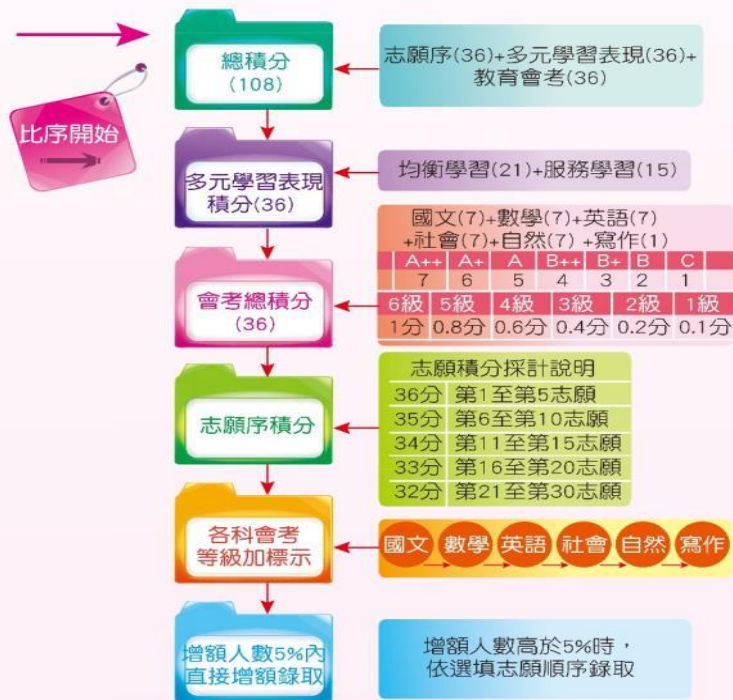 比序開始
總積分
(108)
志願序(36)+多元學習表現(36)+
教育會考(36)
多元學習表現
積分(36)
均衡學習(21)+服務學習(15)
會考總積分
(36)
國文(7)+數學(7)+英語(7)
+社會(7)+自然(7)+寫作(1)
A++ A+ A B++ B+ B C
7 6 5 4 3 2 1
6級 5級 4級 3級 2級 1級
1分 0.8分 0.6分 0.4分 0.2分 0.1分
志願序積分
志願積分採計說明
36分 第1至第5志願
35分 第6至第10志願
34分 第11至第15志願
33分 第16至第20志願
32分 第21至第30志願
各科會考
等級加標示
國文 數學 英語 社會 自然 寫作
增額人數5%內
直接增額錄取
增額人數高於5%時，
依選填志願順序錄取